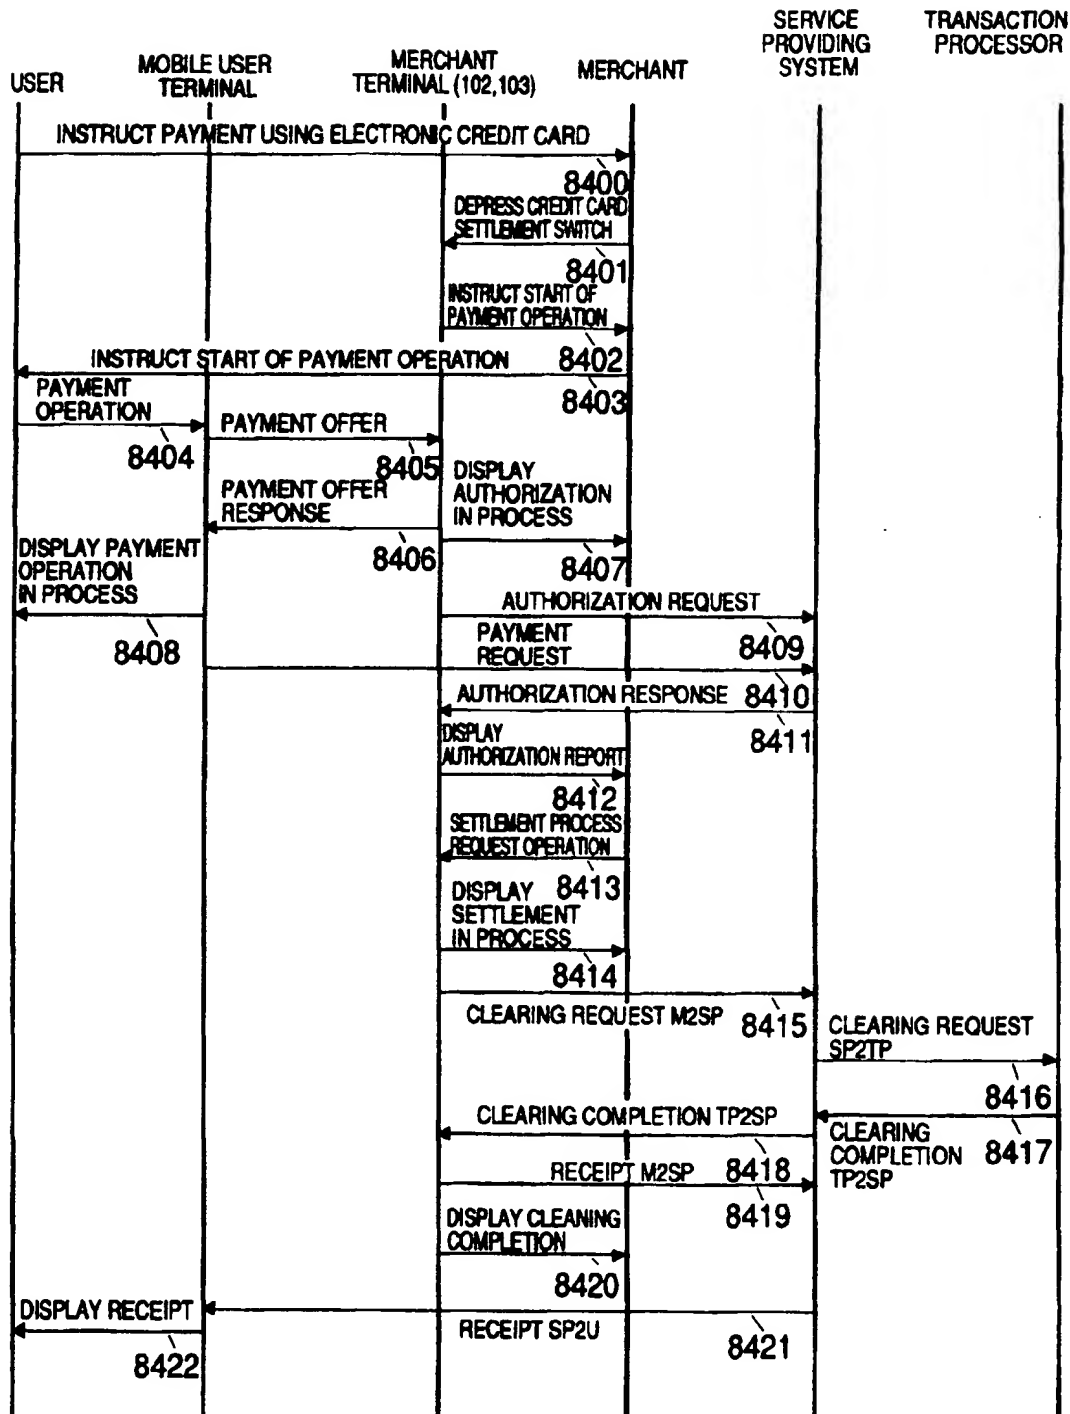 SERVICE
PROVIDING
SYSTEM
TRANSACTION
PROCESSOR
USER
MOBILE USER
TERMINAL
MERCHANT
TERMINAL (102,103)
MERCHANT
INSTRUCT PAYMENT USING ELECTRONIC CREDIT CARD
8400
DEPRESS CREDIT CARD
SETTLEMENT SWITCH
8401
INSTRUCT START OF
PAYMENT OPERATION
8402
INSTRUCT START OF PAYMENT OPERATION
8403
PAYMENT
OPERATION
8404
PAYMENT OFFER
8405
PAYMENT OFFER
RESPONSE
8406
DISPLAY
AUTHORIZATION
IN PROCESS
8407
DISPLAY PAYMENT
OPERATION
IN PROCESS
8408
AUTHORIZATION REQUEST
8409
PAYMENT
REQUEST
8410
AUTHORIZATION RESPONSE
8411
DISPLAY
AUTHORIZATION REPORT
8412
SETTLEMENT PROCESS
REQUEST OPERATION
8413
DISPLAY
SETTLEMENT
IN PROCESS
8414
CLEARING REQUEST M2SP
8415
CLEARING REQUEST
SP2TP
8416
CLEARING
COMPLETION
TP2SP
8417
CLEARING COMPLETION TP2SP
8418
RECEIPT M2SP
8419
DISPLAY CLEANING
COMPLETION
8420
RECEIPT SP2U
8421
DISPLAY RECEIPT
8422